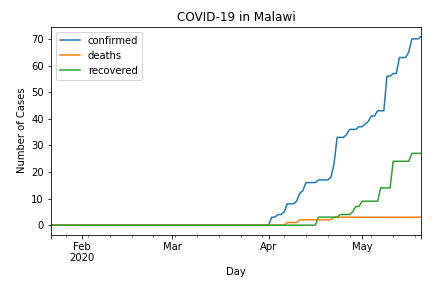 COVID-19 in Malawi
confirmed
deaths
recovered
Number of Cases
70
60
50
40
30
20
10
0
Feb
2020
Mar
Apr
May
Day